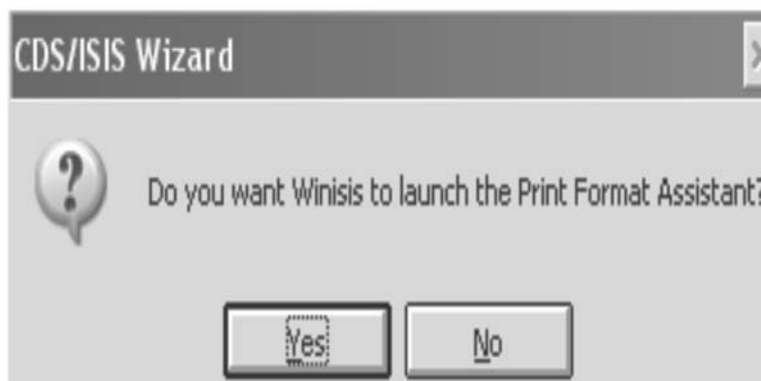 CDS/ISIS Wizard
Do you want Winisis to launch the Print Format Assistant?
Yes
No